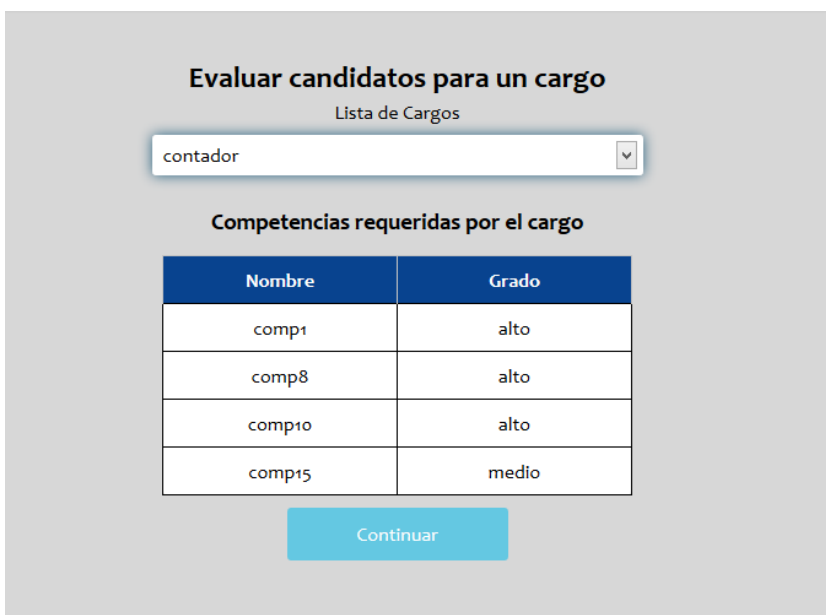 Evaluar candidatos para un cargo
Lista de Cargos
contador
Competencias requeridas por el cargo
Nombre Grado
comp1 alto
comp8 alto
comp10 alto
comp15 medio
Continuar